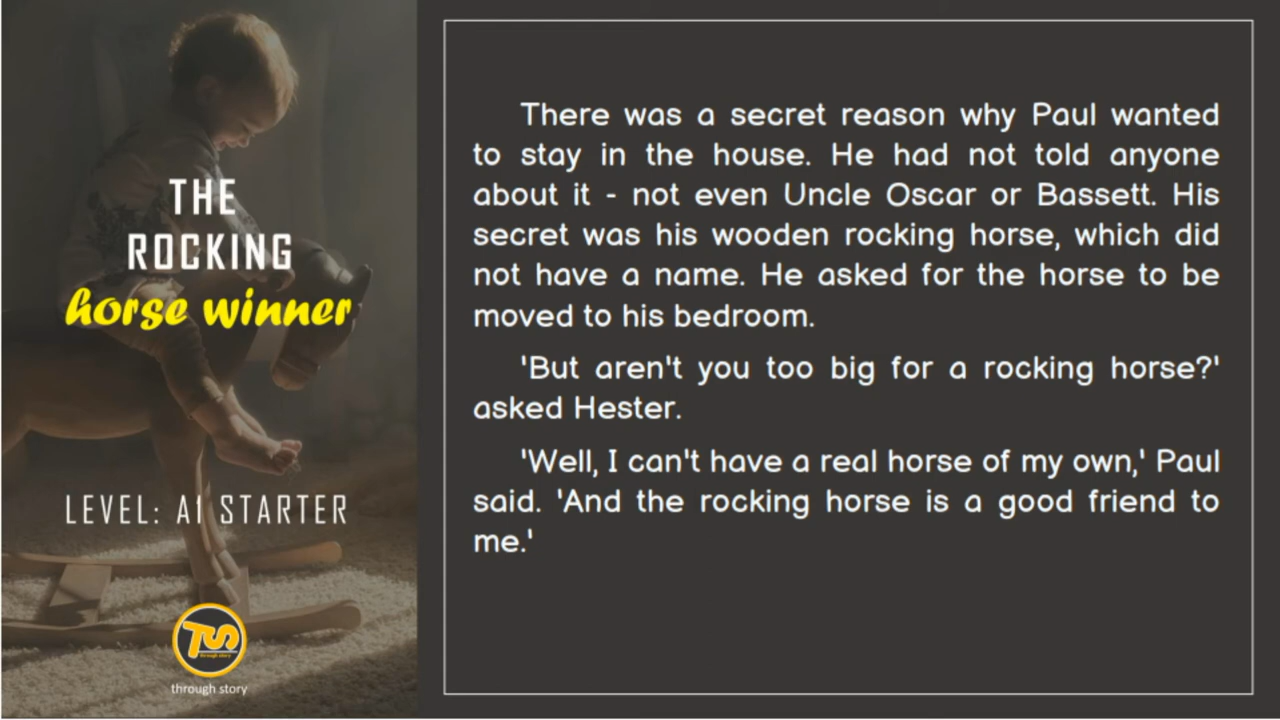 THE
ROCKING
horse winner
LEVEL: A1 STARTER
TS
through story
through story
There was a secret reason why Paul wanted
to stay in the house. He had not told anyone
about it - not even Uncle Oscar or Bassett. His
secret was his wooden rocking horse, which did
not have a name. He asked for the horse to be
moved to his bedroom.
'But aren't you too big for a rocking horse?'
asked Hester.
'Well, I can't have a real horse of my own,' Paul
said. 'And the rocking horse is a good friend to
me.'